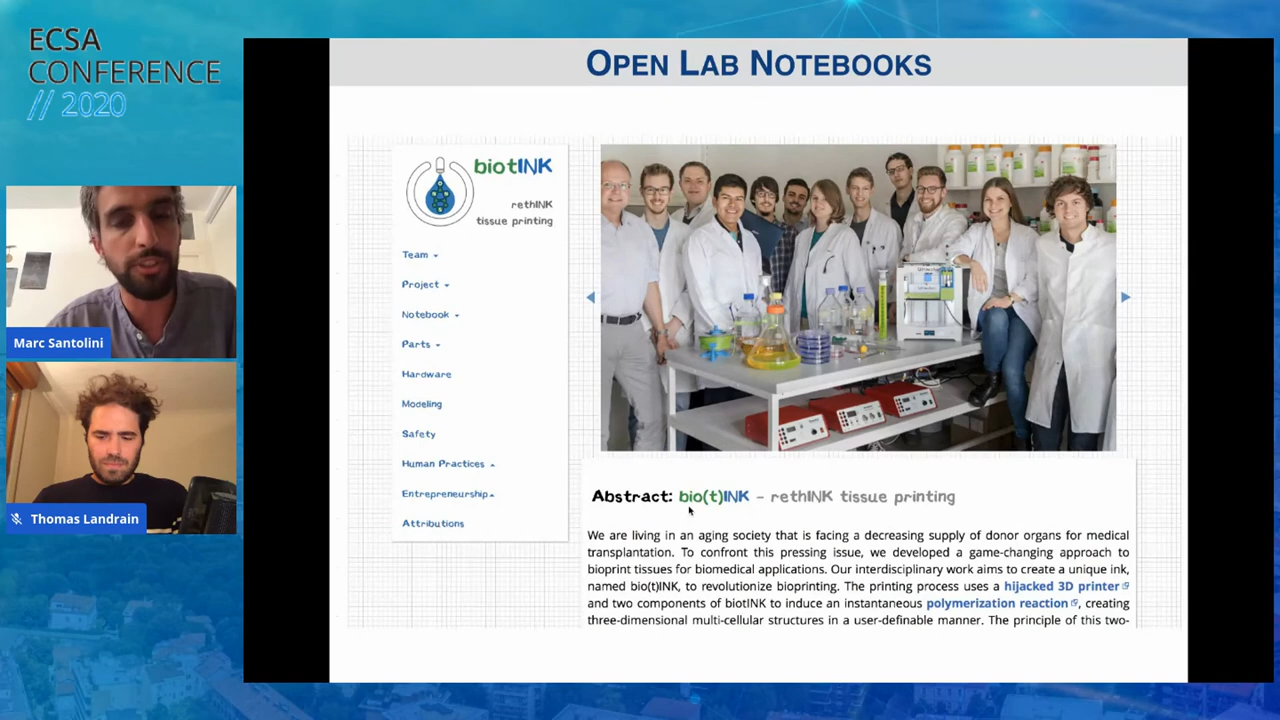 ECSA
CONFERENCE
// 2020
Marc Santolini
Thomas Landrain
OPEN LAB NOTEBOOKS
biotINK
rethINK
tissue printing
Team
Project
Notebook
Parts
Hardware
Modeling
Safety
Human Practices
Entrepreneurship
Attributions
Abstract: bio(t)INK - rethINK tissue printing
We are living in an aging society that is facing a decreasing supply of donor organs for medical
transplantation. To confront this pressing issue, we developed a game-changing approach to
bioprint tissues for biomedical applications. Our interdisciplinary work aims to create a unique ink,
named bio(t)INK, to revolutionize bioprinting. The printing process uses a hijacked 3D printer
and two components of biotINK to induce an instantaneous polymerization reaction, creating
three-dimensional multi-cellular structures in a user-definable manner. The principle of this two-